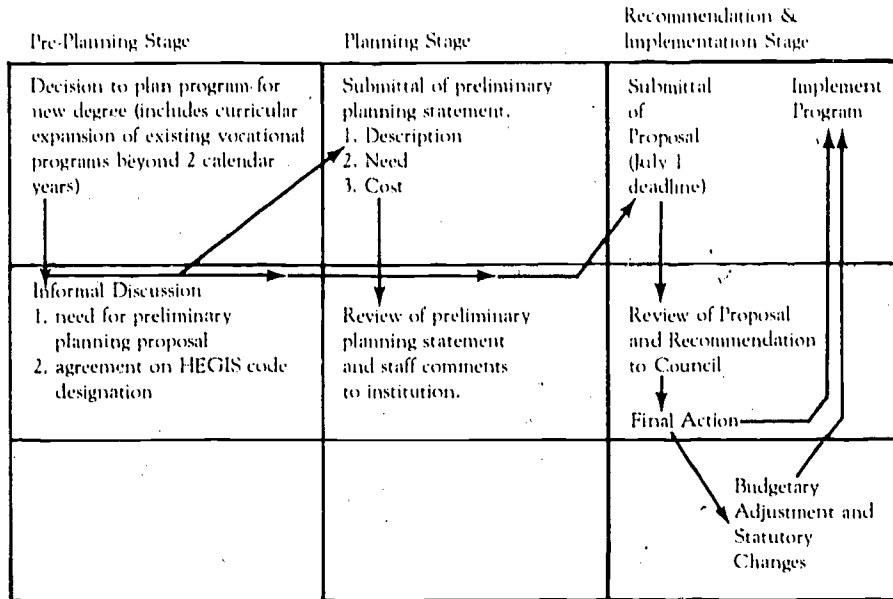 Pre-Planning Stage
Planning Stage
Recommendation &
Implementation Stage
Decision to plan program for
new degree (includes curricular
expansion of existing vocational
programs beyond 2 calendar
years)
Submittal of preliminary
planning statement.
1. Description
2. Need
3. Cost
Submittal
of
Proposal
(July 1
deadline)
Implement
Program
Informal Discussion
1. need for preliminary
planning proposal
2. agreement on HEGIS code
designation
Review of preliminary
planning statement
and staff comments
to institution.
Review of Proposal
and Recommendation
to Council
Final Action
Budgetary
Adjustment and
Statutory
Changes